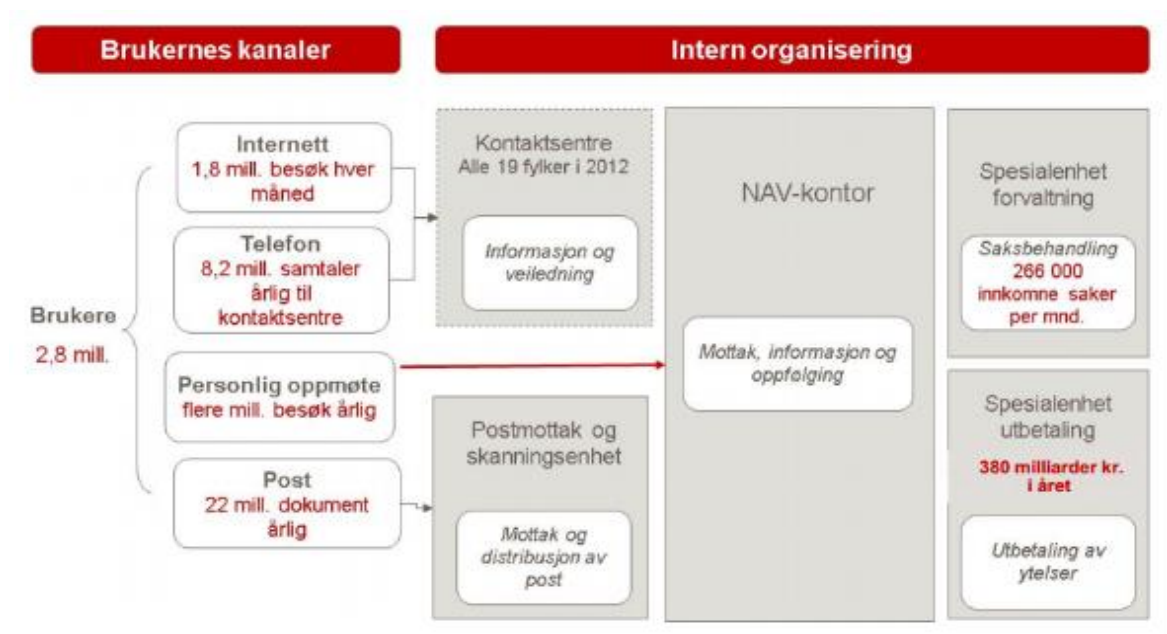 Brukernes kanaler
Intern organisering
Brukere
2,8 mill.
Internett
1,8 mill. besøk hver
måned
Telefon
8,2 mill. samtaler
årlig til
kontaktsentre
Personlig oppmøte
flere mill. besøk årlig
Post
22 mill. dokument
årlig
Kontaktsentre
Alle 19 fylker i 2012
Informasjon og
veiledning
Postmottak og
skanningsenhet
Mottak og
distribusjon av
post
NAV-kontor
Mottak, informasjon og
oppfølging
Spesialenhet
forvaltning
Saksbehandling
266 000
innkomne saker
per mnd.
Spesialenhet
utbetaling
380 milliarder kr.
i året
Utbetaling av
ytelser